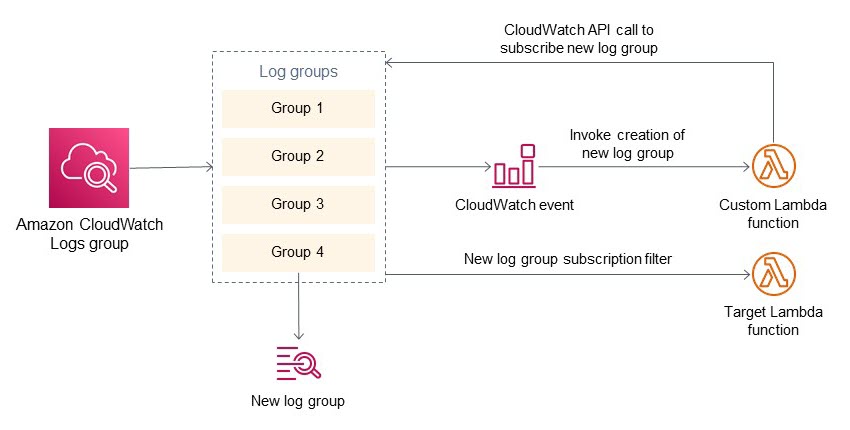 CloudWatch API call to
subscribe new log group
Log groups
Group 1
Group 2
Group 3
Group 4
Amazon CloudWatch
Logs group
CloudWatch event
Invoke creation of
new log group
Custom Lambda
function
New log group subscription filter
Target Lambda
function
New log group